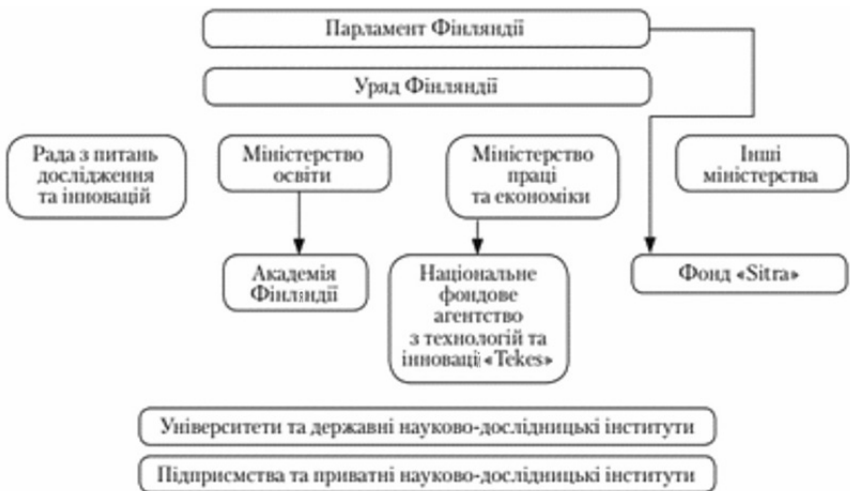 Парламент Фінляндії
Уряд Фінляндії
Рада з питань
дослідження
та інновацій
Міністерство
освіти
Міністерство
праці
та економіки
Інші
міністерства
Академія
Фінляндії
Національне
фондове
агентство
з технологій та
інновації «Tekes»
Фонд «Sitra»
Університети та державні науково-дослідницькі інститути
Підприємства та приватні науково-дослідницькі інститути